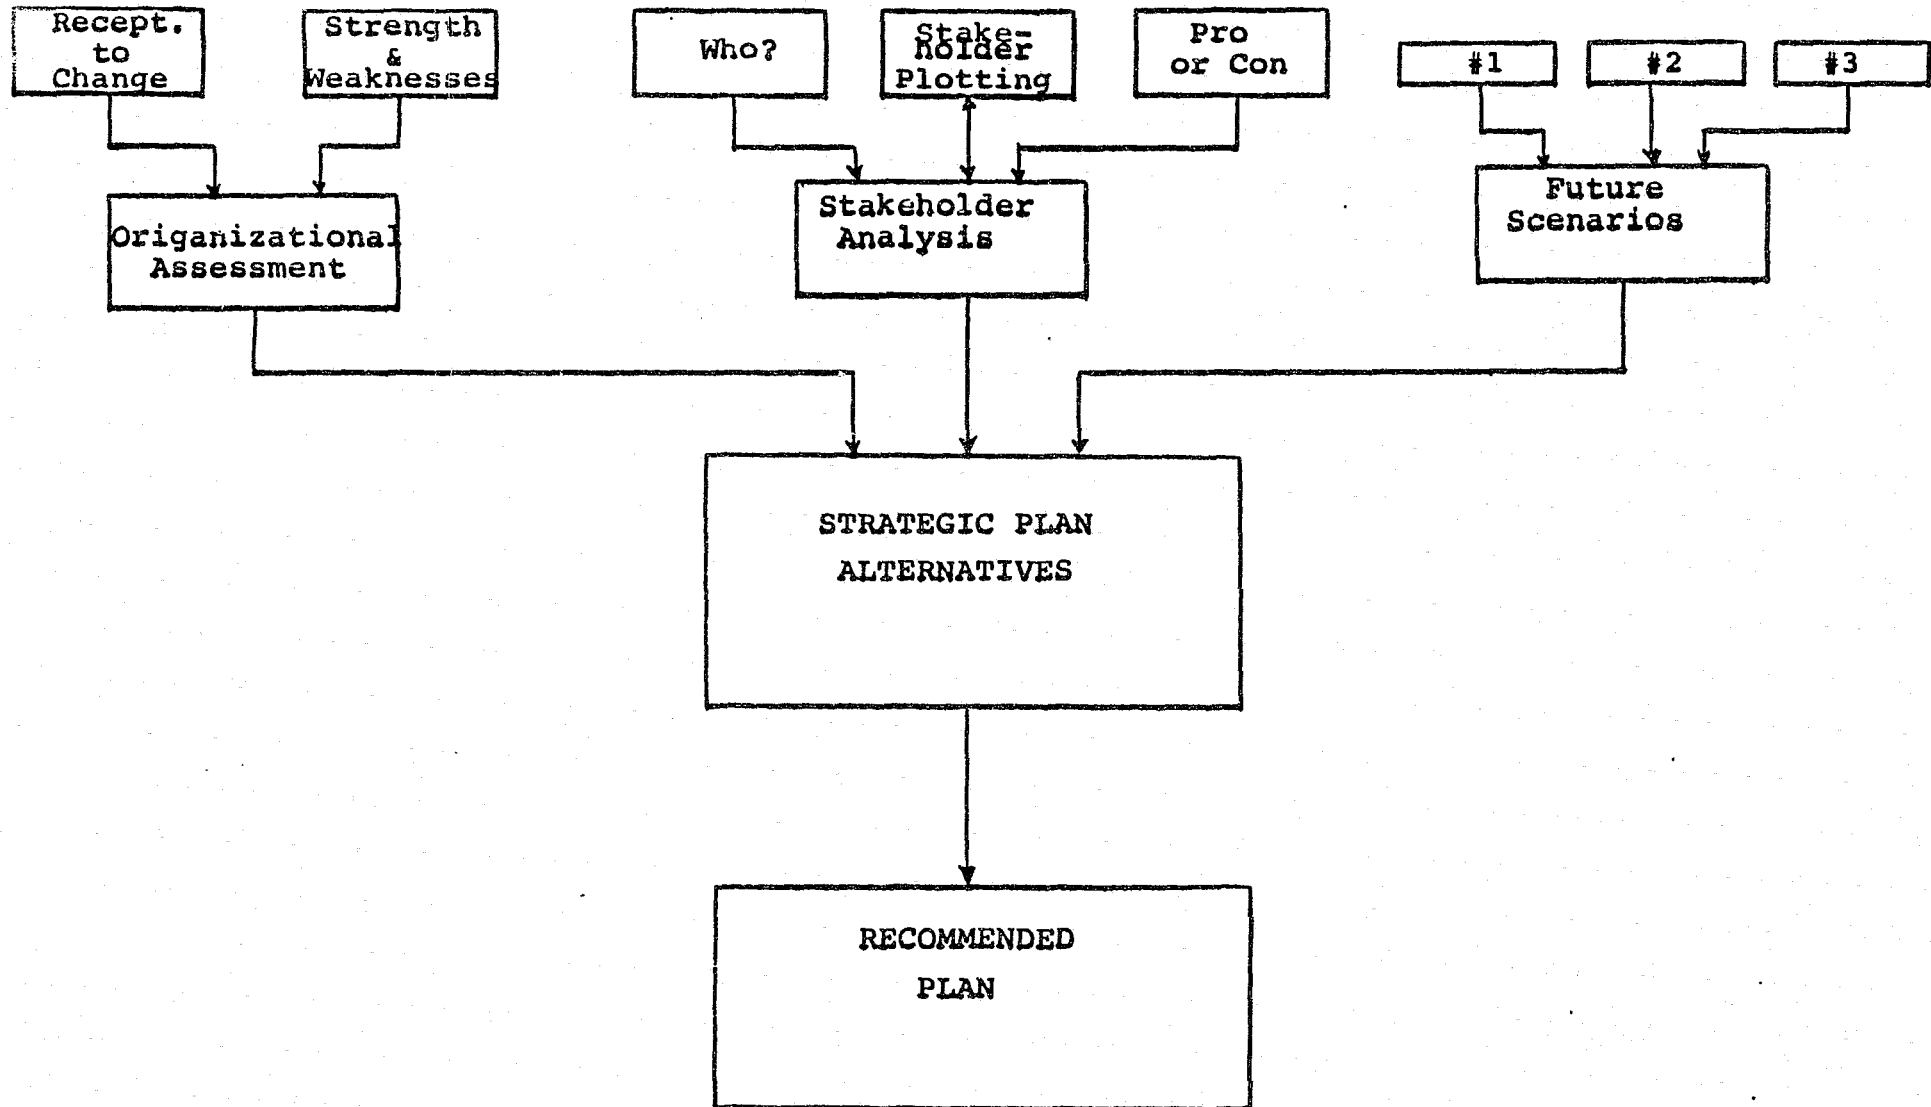 Recept.
to
Change
Strength
&
Weaknesses
Who?
Stake-
holder
Plotting
Pro
or Con
#1
#2
#3
Origanizational
Assessment
Stakeholder
Analysis
Future
Scenarios
STRATEGIC PLAN
ALTERNATIVES
RECOMMENDED
PLAN